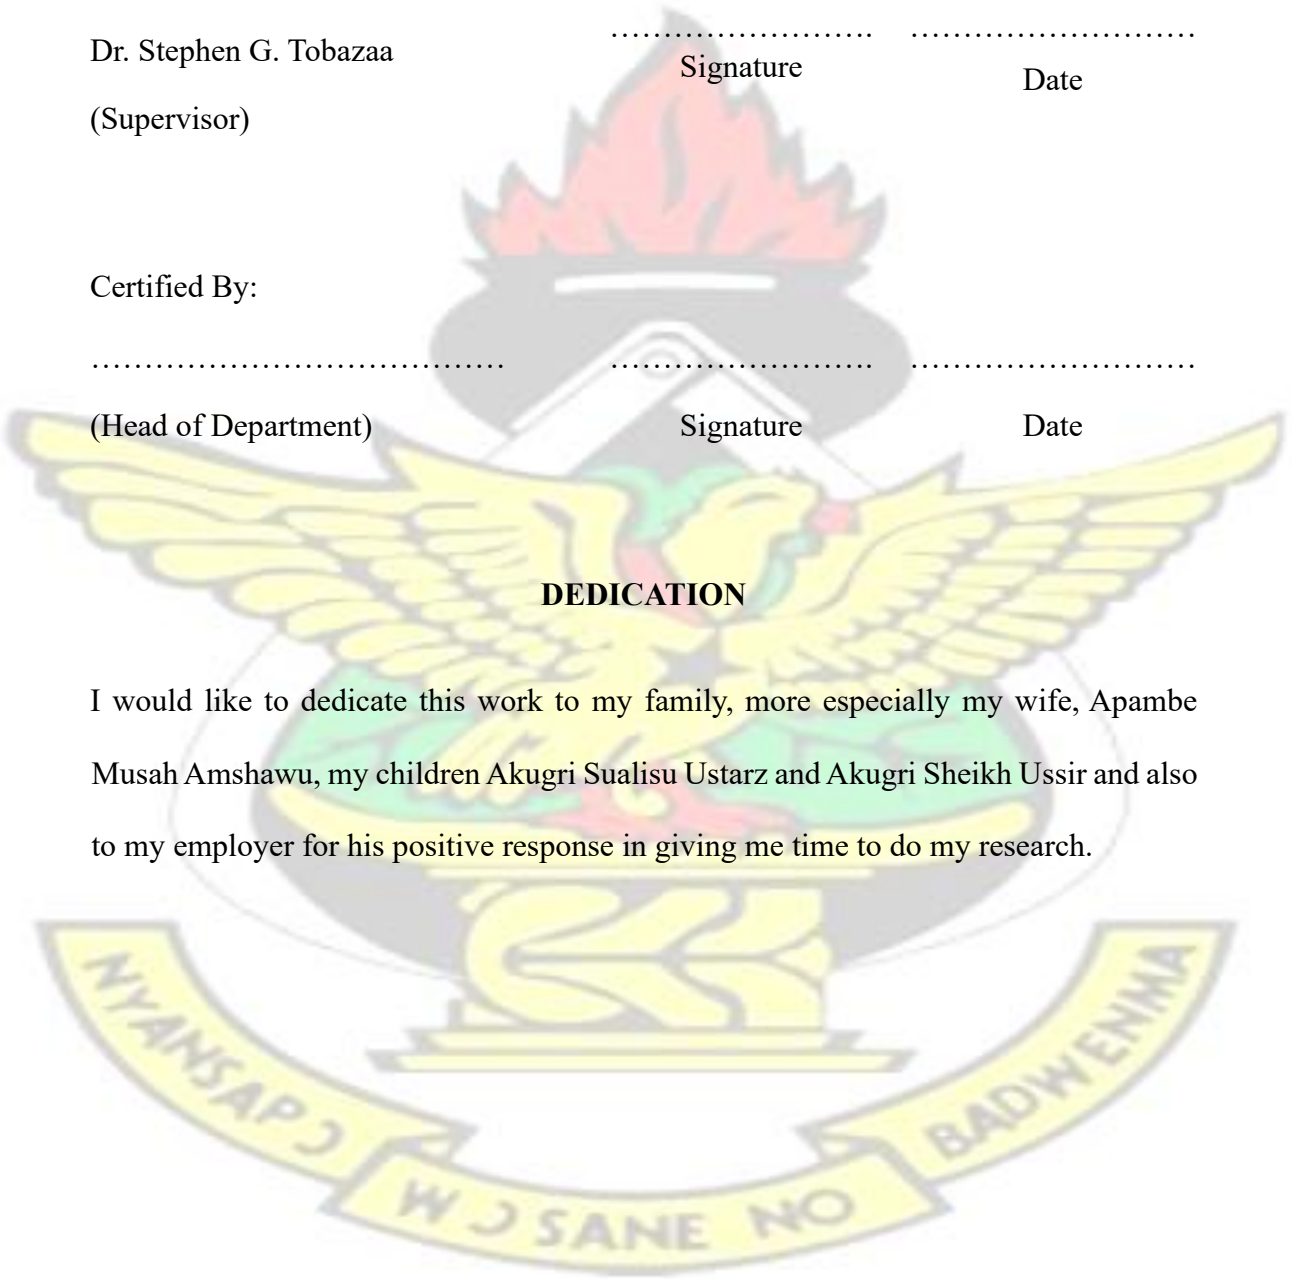 ……………………. ………………………
Dr. Stephen G. Tobazaa Signature Date
(Supervisor)
Certified By:
………………………………… ……………………. ………………………
(Head of Department) Signature Date
DEDICATION
I would like to dedicate this work to my family, more especially my wife, Apambe
Musah Amshawu, my children Akugri Sualisu Ustarz and Akugri Sheikh Ussir and also
to my employer for his positive response in giving me time to do my research.
NYANSAPƆ WƆSANE NO BADWENMA